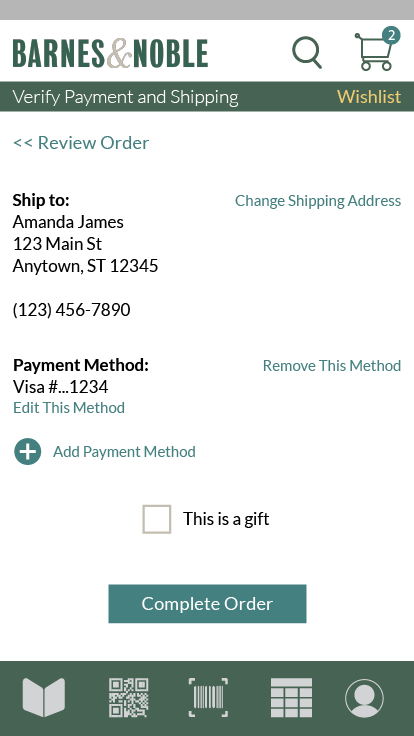 BARNES&NOBLE
2
Verify Payment and Shipping
Wishlist
<< Review Order
Ship to:
Change Shipping Address
Amanda James
123 Main St
Anytown, ST 12345
(123) 456-7890
Payment Method:
Remove This Method
Visa #...1234
Edit This Method
Add Payment Method
This is a gift
Complete Order